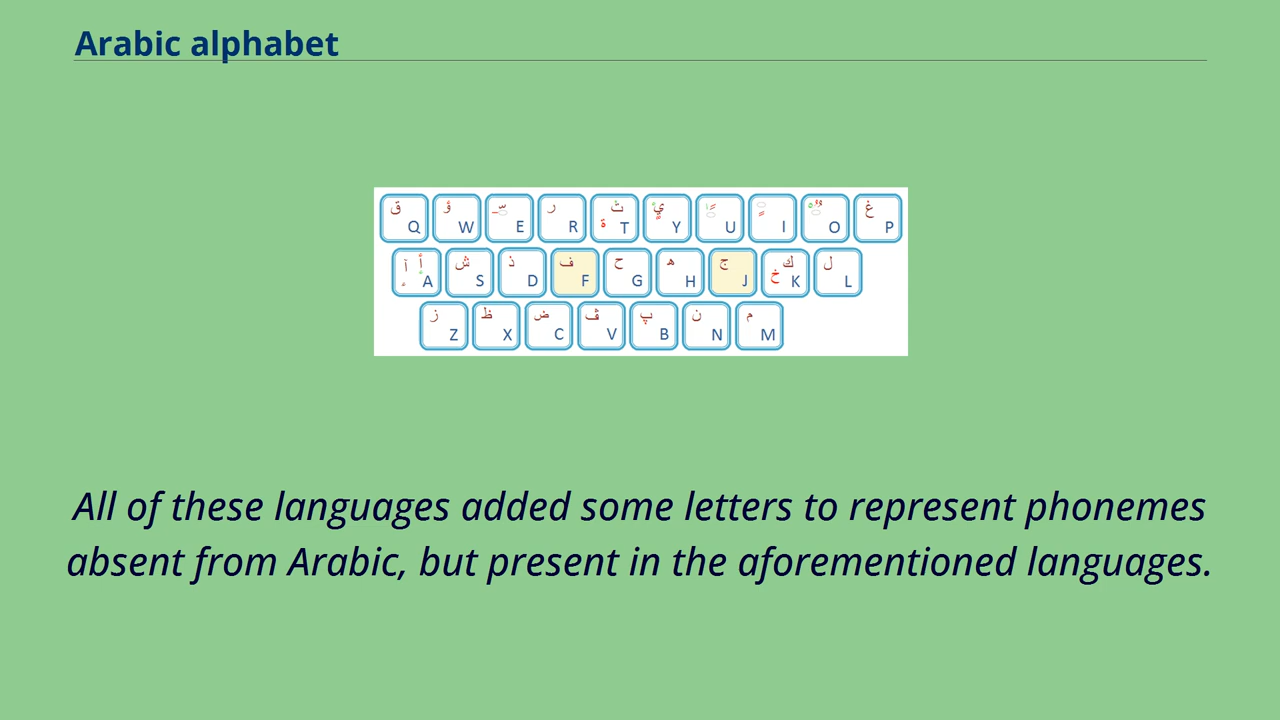 Arabic alphabet
ق Q ؤ W E ر R ة T ي Y U I O غ P
آ أ A ش S ذ D ف F ح G ه H ج J ك خ K ل L
ز Z ظ X ض C ڤ V پ B ن N م M
All of these languages added some letters to represent phonemes
absent from Arabic, but present in the aforementioned languages.